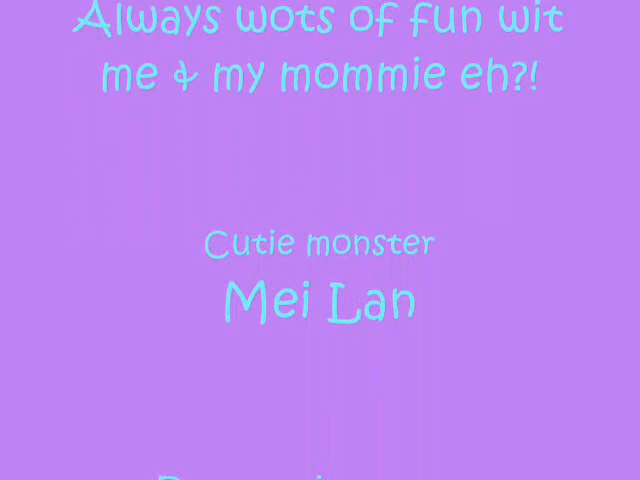 Always wots of fun wit
me & my mommie eh?!
Cutie monster
Mei Lan